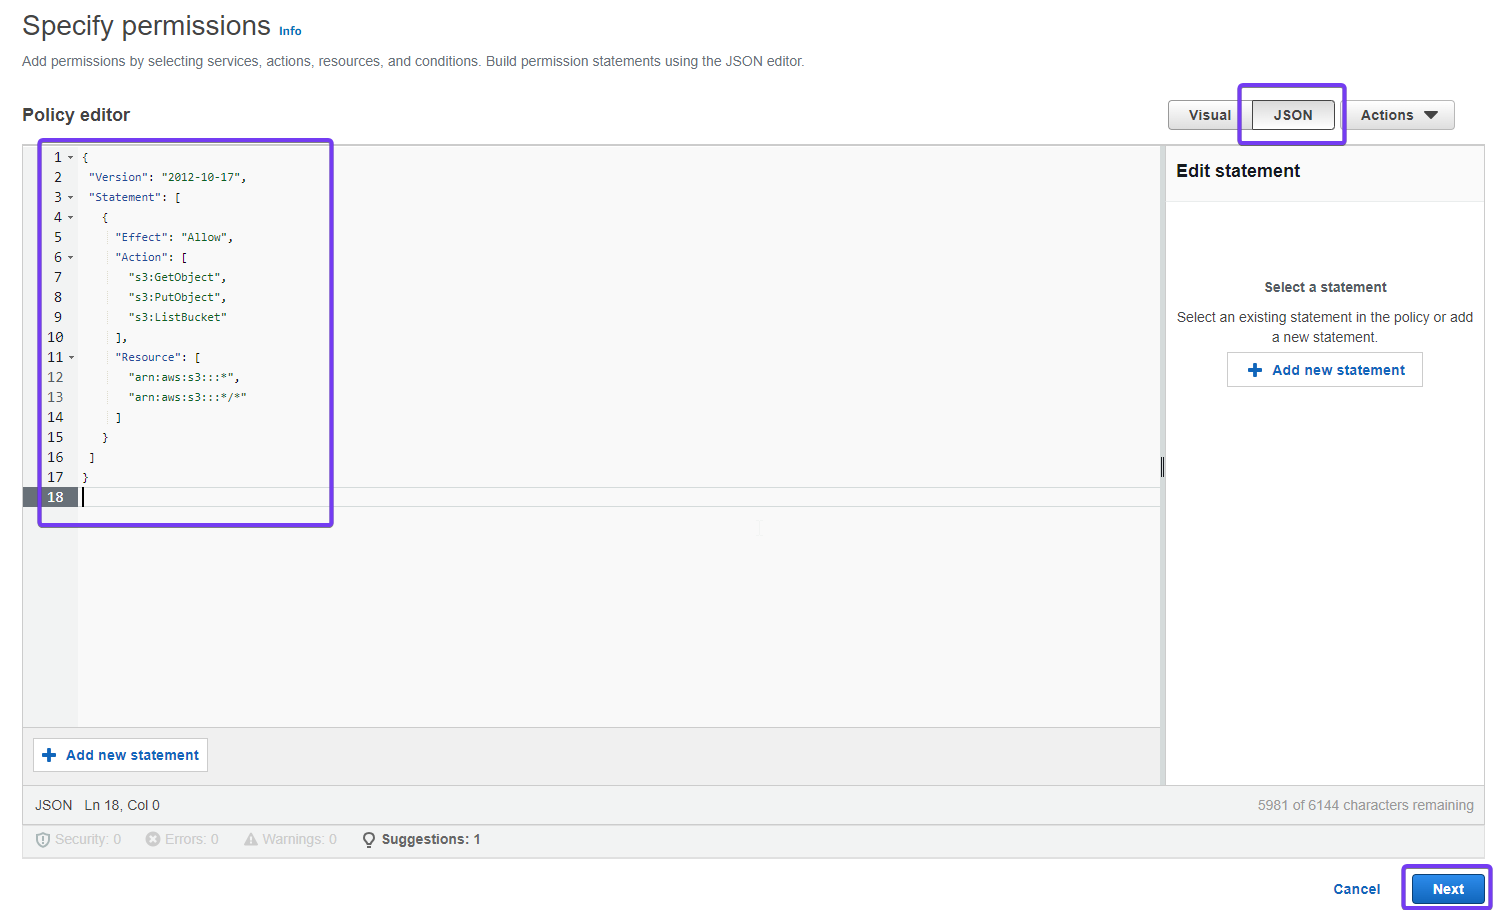 Specify permissions Info
Add permissions by selecting services, actions, resources, and conditions. Build permission statements using the JSON editor.
Policy editor
Visual JSON Actions
1 {
2 "Version": "2012-10-17",
3 "Statement": [
4 {
5 "Effect": "Allow",
6 "Action": [
7 "s3:GetObject",
8 "s3:PutObject",
9 "s3:ListBucket"
10 ],
11 "Resource": [
12 "arn:aws:s3:::*",
13 "arn:aws:s3:::*/*"
14 ]
15 }
16 ]
17 }
18
Edit statement
Select a statement
Select an existing statement in the policy or add
a new statement.
Add new statement
Add new statement
JSON Ln 18, Col 0
5981 of 6144 characters remaining
Security: 0 Errors: 0 Warnings: 0 Suggestions: 1
Cancel Next